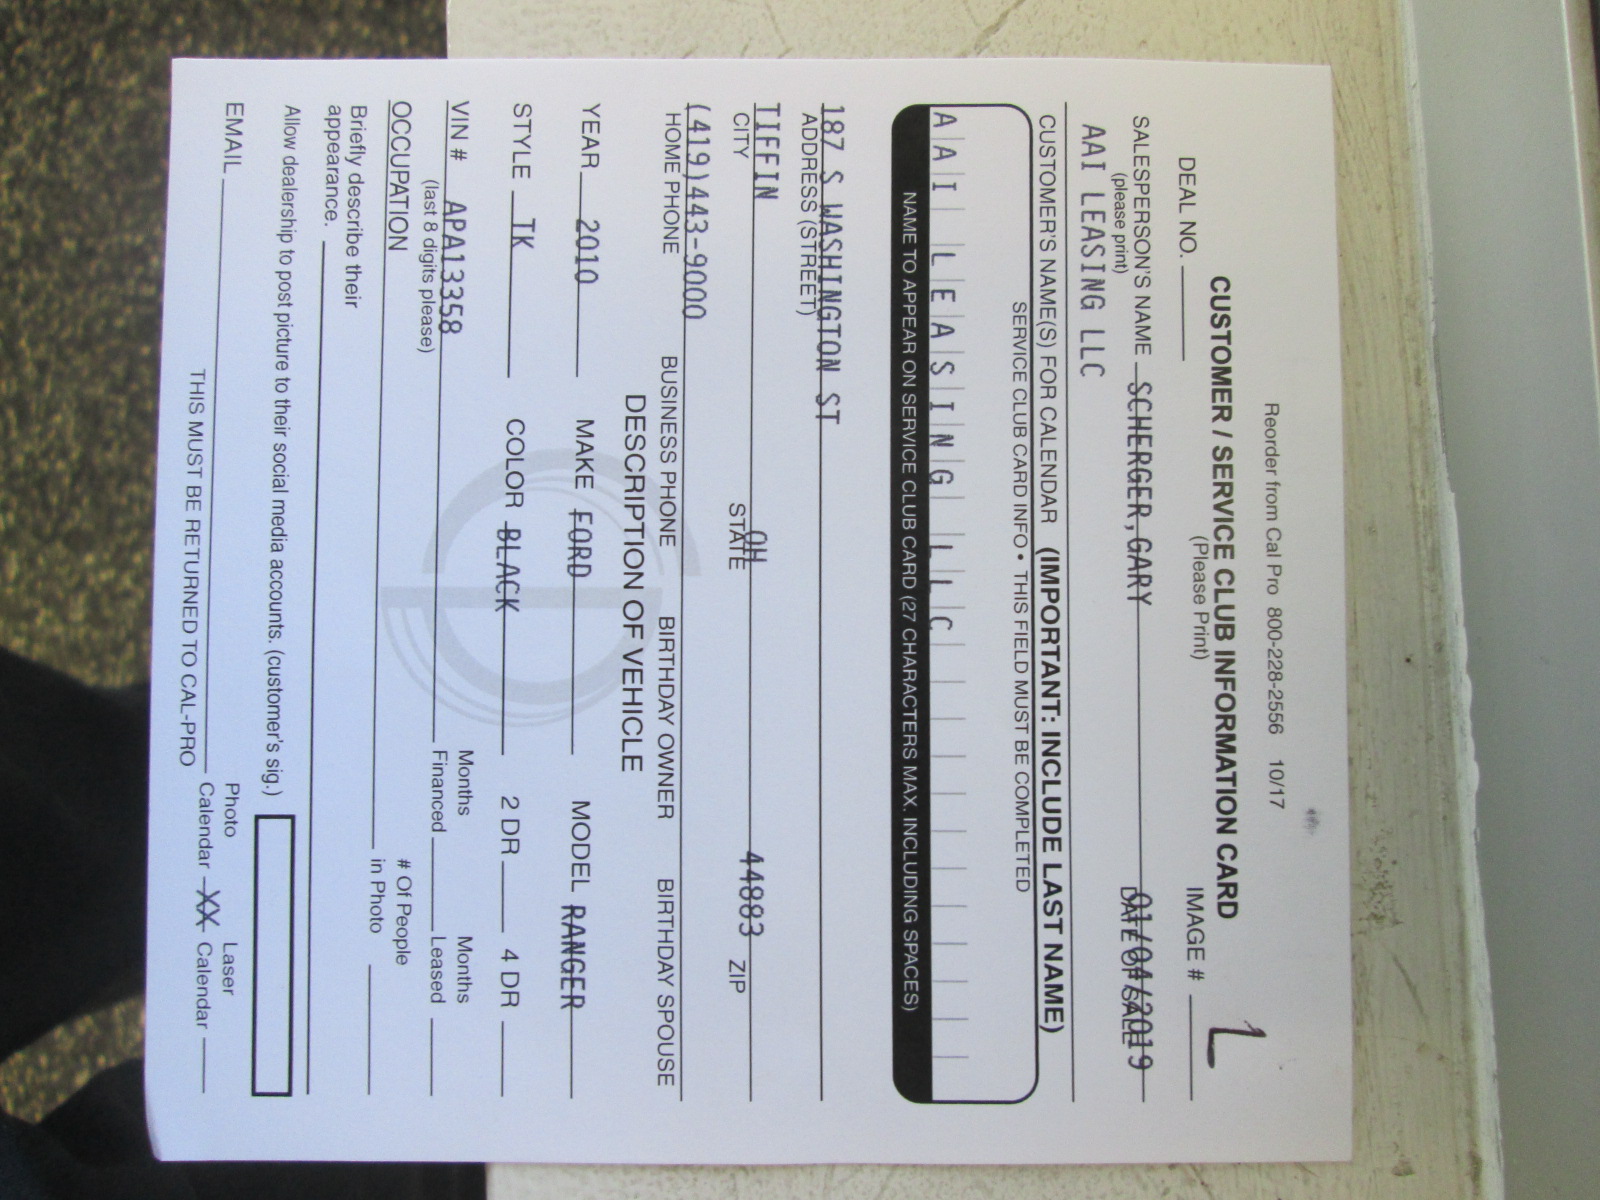 Reorder from Cal Pro 800-228-2556 10/17
CUSTOMER / SERVICE CLUB INFORMATION CARD
(Please Print)
DEAL NO.
IMAGE #
L
SALESPERSON'S NAME SCHERGER,GARY 01/04/2019
(please print) DATE OF SALE
AAI LEASING LLC
CUSTOMER'S NAME(S) FOR CALENDAR (IMPORTANT: INCLUDE LAST NAME)
SERVICE CLUB CARD INFO • THIS FIELD MUST BE COMPLETED
AAI LEASING LLC
NAME TO APPEAR ON SERVICE CLUB CARD (27 CHARACTERS MAX. INCLUDING SPACES)
187 S WASHINGTON ST
ADDRESS (STREET)
TIFFIN OH 44883
CITY STATE ZIP
(419)443-9000
HOME PHONE BUSINESS PHONE BIRTHDAY OWNER BIRTHDAY SPOUSE
DESCRIPTION OF VEHICLE
YEAR 2010 MAKE FORD MODEL RANGER
STYLE TK COLOR BLACK 2 DR 4 DR
VIN # APA13358 Months Financed Months Leased
(last 8 digits please)
OCCUPATION # Of People in Photo
Briefly describe their
appearance.
Allow dealership to post picture to their social media accounts. (customer's sig.)
EMAIL Photo Calendar XX Laser Calendar
THIS MUST BE RETURNED TO CAL-PRO